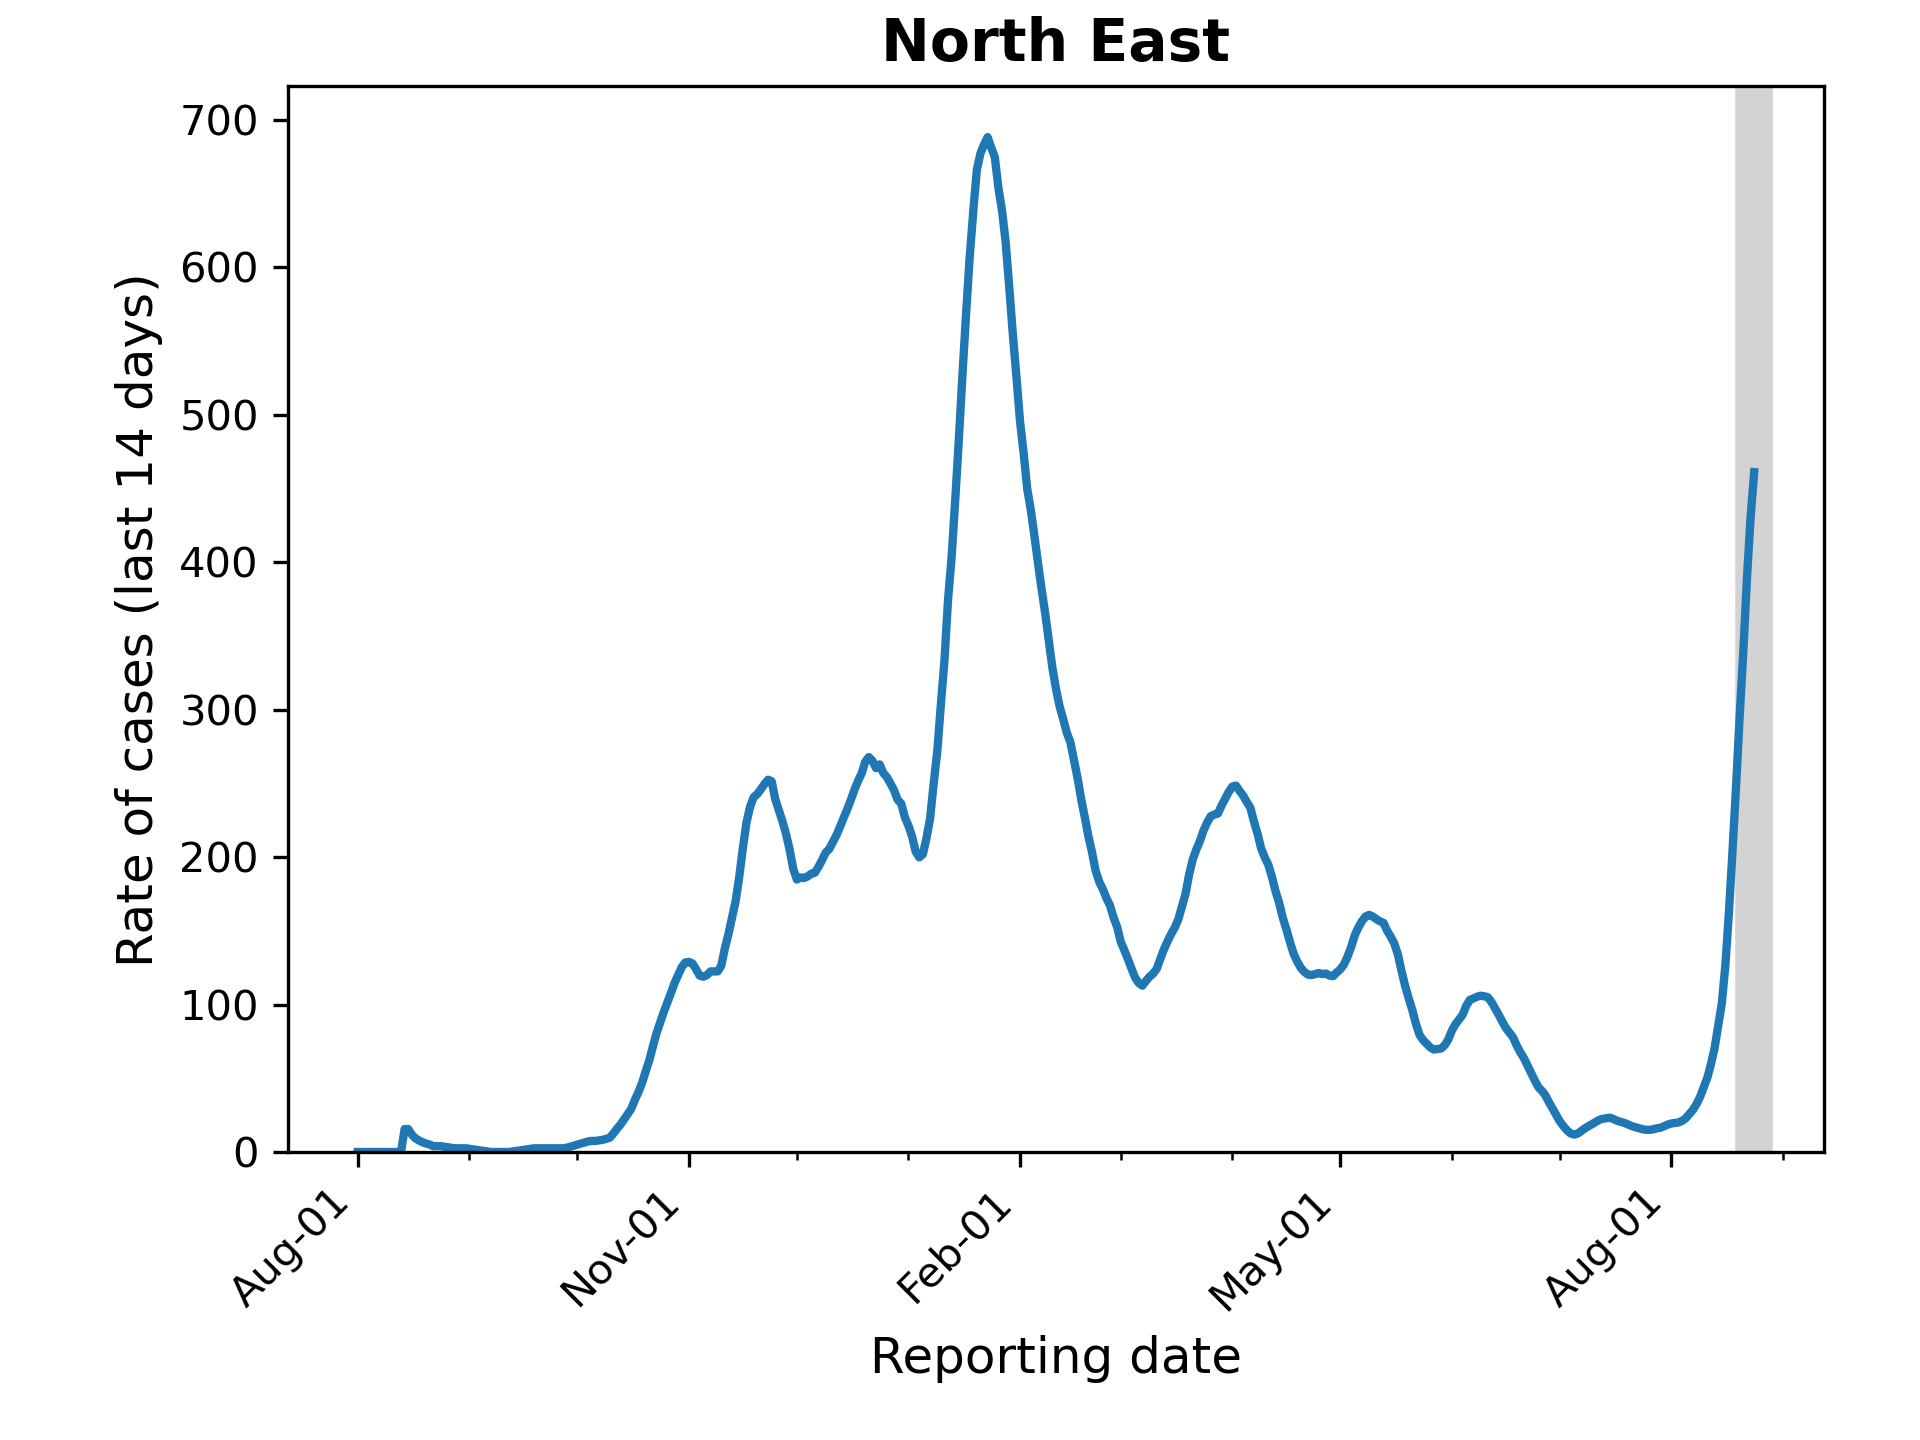 North East
Rate of cases (last 14 days)
700
600
500
400
300
200
100
0
Aug-01
Nov-01
Feb-01
May-01
Aug-01
Reporting date